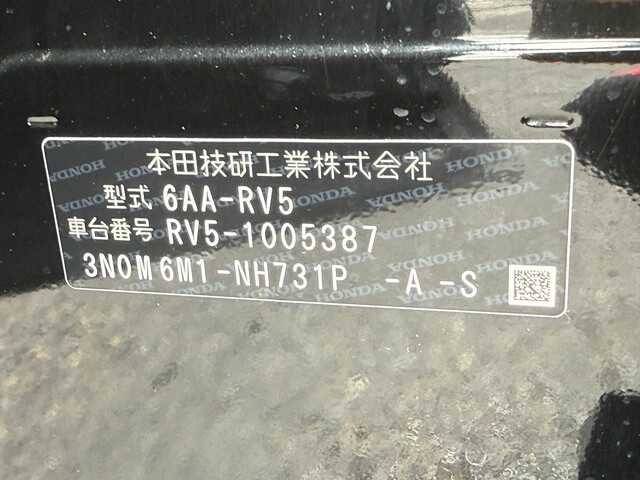 本田技研工業株式会社
型式 6AA-RV5
車台番号 RV5-1005387
3N0M6M1-NH731P -A-S